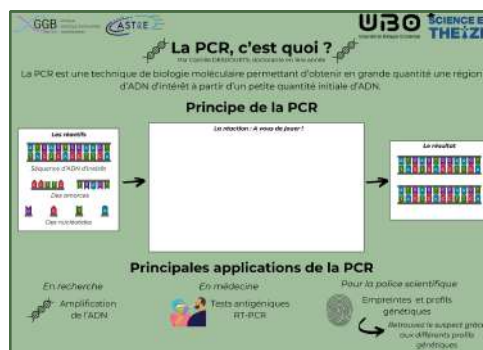 GGB
CASTUE
UBO
SCIENCE E
THEIZE
La PCR, c'est quoi ?
La PCR est une technique de biologie moléculaire permettant d'obtenir en grande quantité une région
d'ADN d'intérêt à partir d'un petite quantité initiale d'ADN.
Principe de la PCR
Les réactifs
La réaction : A vous de jouer !
Le résultat
Séquence d'ADN d'intérêt
Des amorces
Des nucléotides
Principales applications de la PCR
En recherche
Amplification
de l'ADN
En médecine
Tests antigéniques
RT-PCR
Pour la police scientifique
Empreintes et profils
génétiques
Retrouvez le suspect grâce
aux différents profils
génétiques